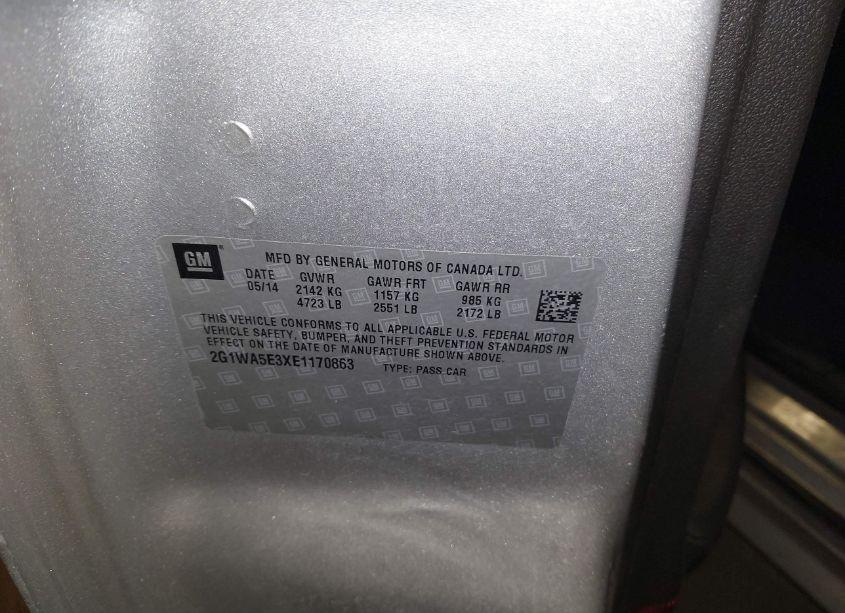 GM
MFD BY GENERAL MOTORS OF CANADA LTD.
DATE GVWR GAWR FRT GAWR RR
05/14 2142 KG 1157 KG 985 KG
4723 LB 2551 LB 2172 LB
THIS VEHICLE CONFORMS TO ALL APPLICABLE U.S. FEDERAL MOTOR
VEHICLE SAFETY, BUMPER, AND THEFT PREVENTION STANDARDS IN
EFFECT ON THE DATE OF MANUFACTURE SHOWN ABOVE.
2G1WA5E3XE1170863 TYPE: PASS CAR